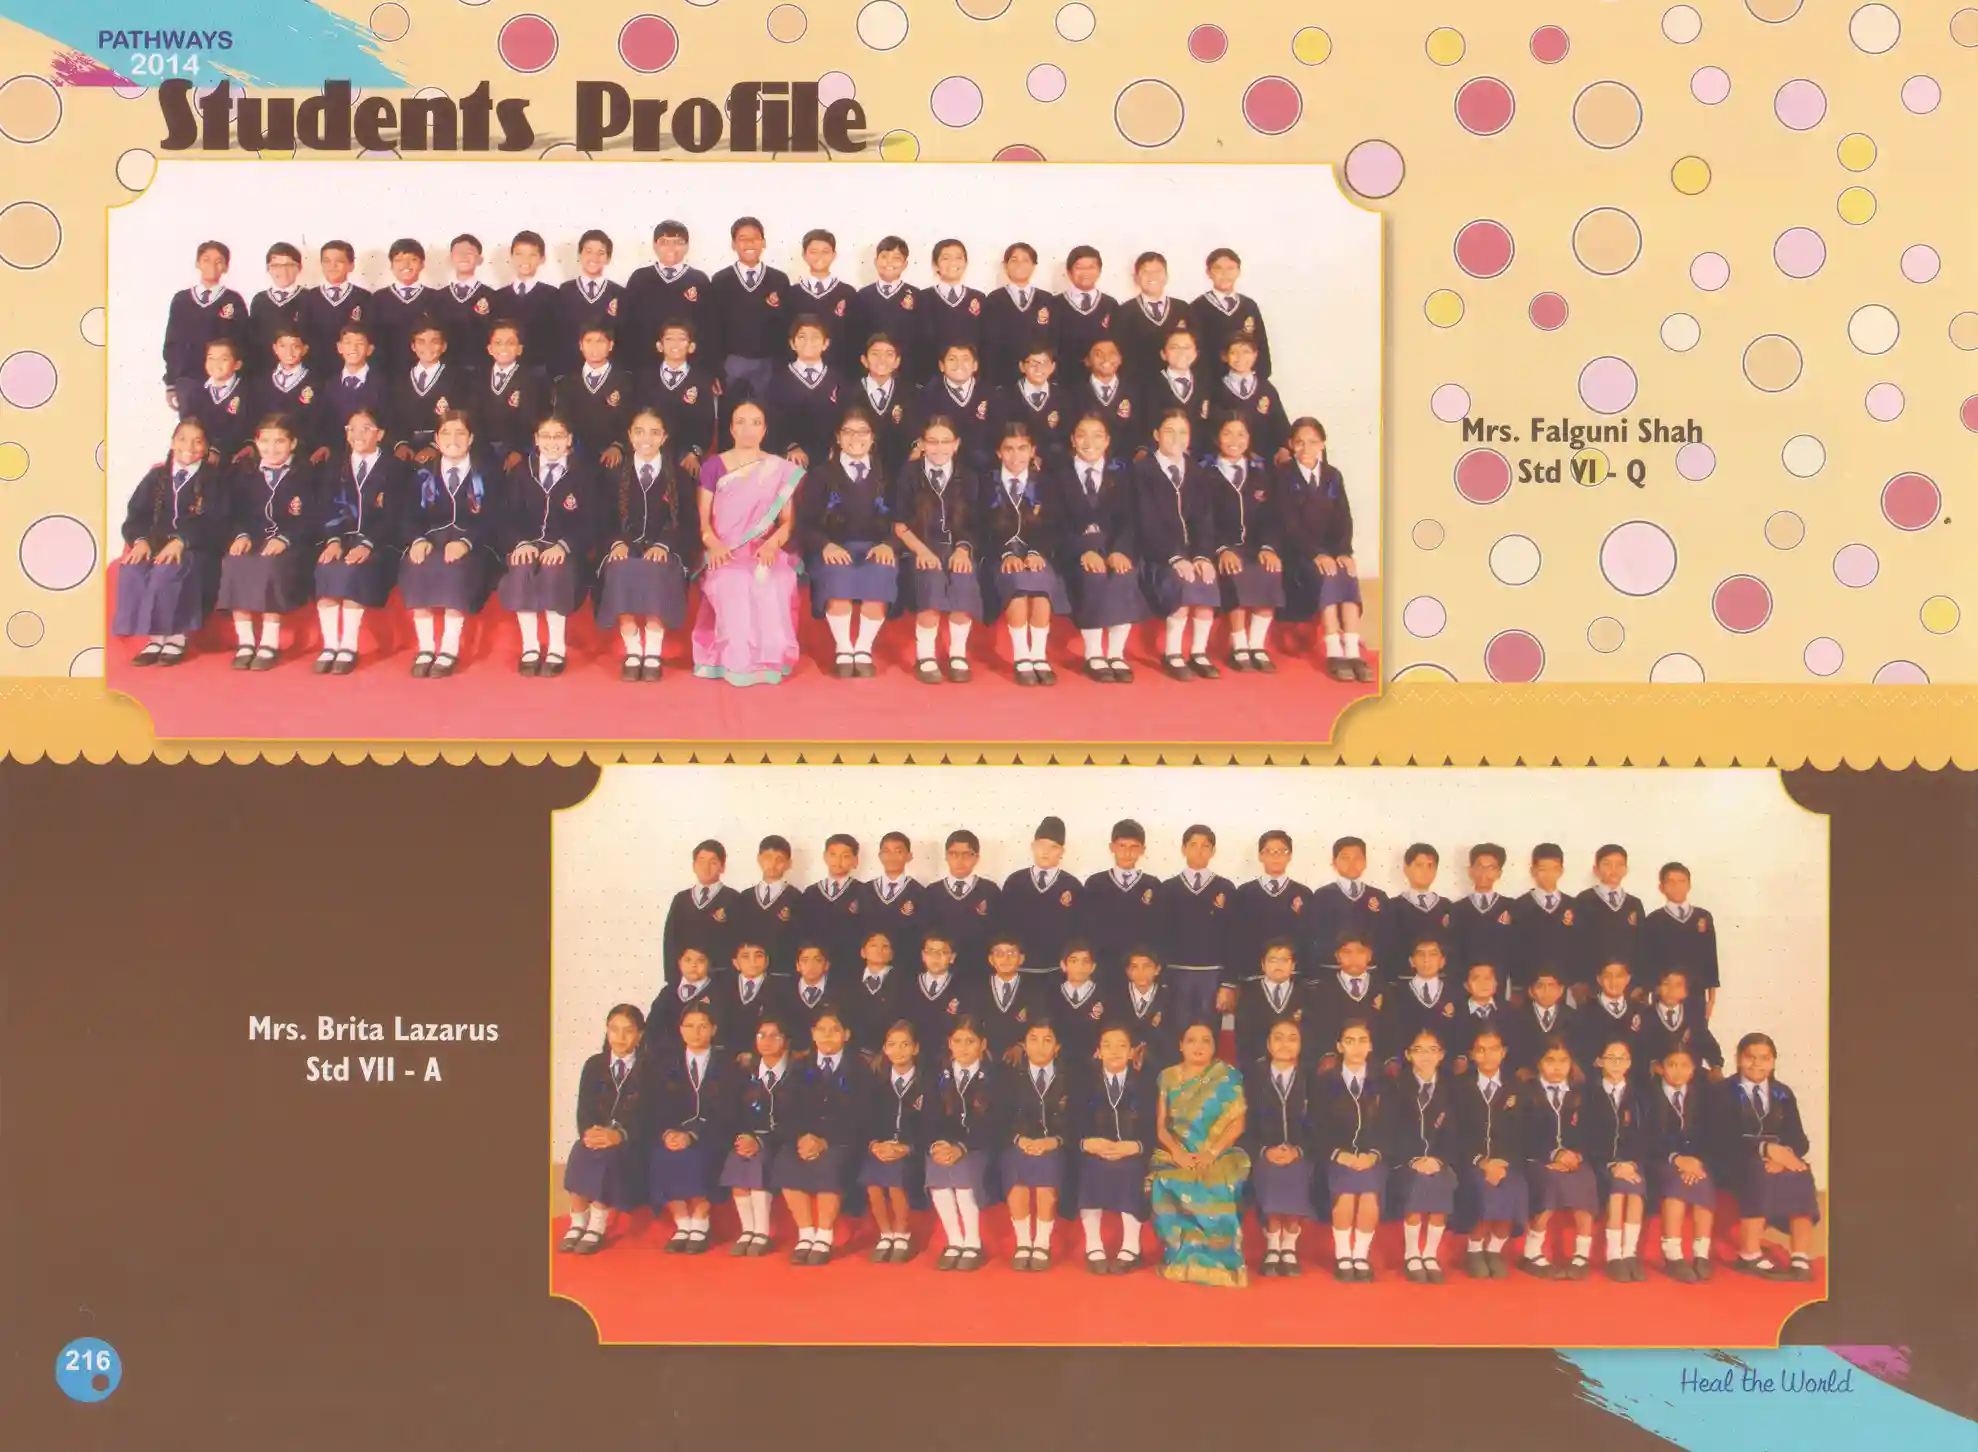 PATHWAYS
2014
Students Profile
Mrs. Falguni Shah
Std VI - Q
Mrs. Brita Lazarus
Std VII - A
216
Heal the World